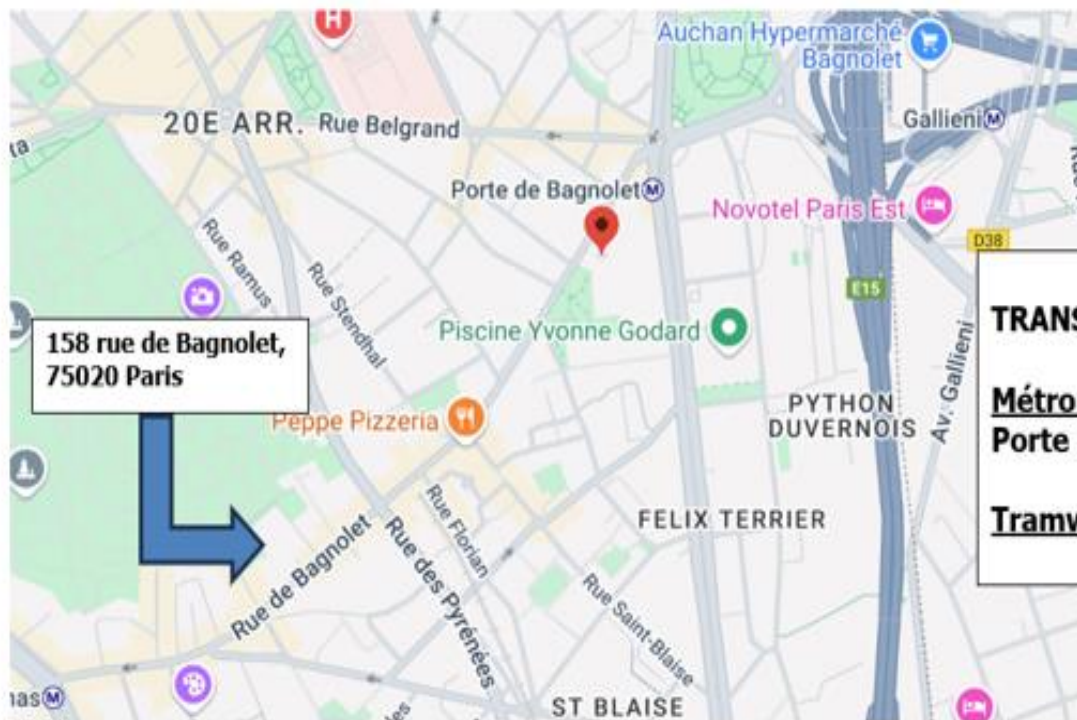 Auchan Hypermarché
Bagnolet
20E ARR.
Rue Belgrand
Gallieni
Porte de Bagnolet
Novotel Paris Est
D38
Rue Ramus
Rue Stendhal
E15
158 rue de Bagnolet,
75020 Paris
Piscine Yvonne Godard
Av. Gallieni
TRANS
Métro
Porte
Tramw
Peppe Pizzeria
PYTHON
DUVERNOIS
FELIX TERRIER
Rue Florian
Rue de Bagnolet
Rue des Pyrénées
Rue Saint-Blaise
ST BLAISE